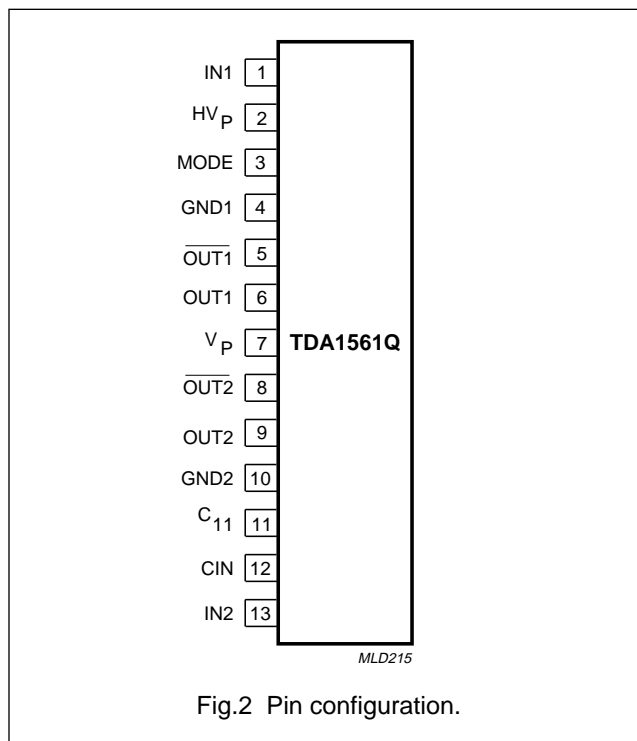 IN1 1
HVP 2
MODE 3
GND1 4
OUT1 5
OUT1 6
VP 7 TDA1561Q
OUT2 8
OUT2 9
GND2 10
C11 11
CIN 12
IN2 13
MLD215
Fig.2 Pin configuration.